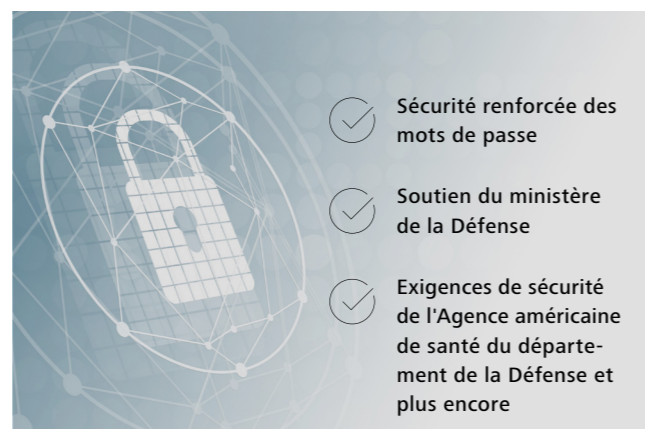 Sécurité renforcée des
mots de passe
Soutien du ministère
de la Défense
Exigences de sécurité
de l'Agence américaine
de santé du départe-
ment de la Défense et
plus encore